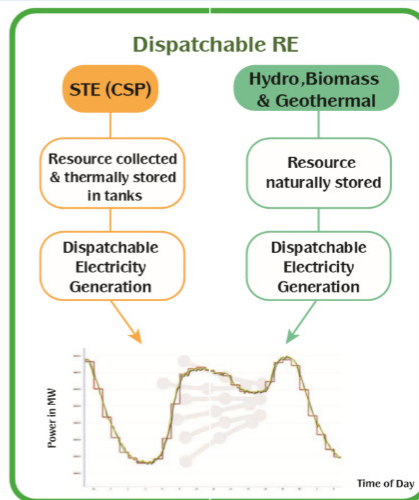 Dispatchable RE
STE (CSP)
Hydro,Biomass
& Geothermal
Resource collected
& thermally stored
in tanks
Resource
naturally stored
Dispatchable
Electricity
Generation
Dispatchable
Electricity
Generation
Power in MW
Time of Day